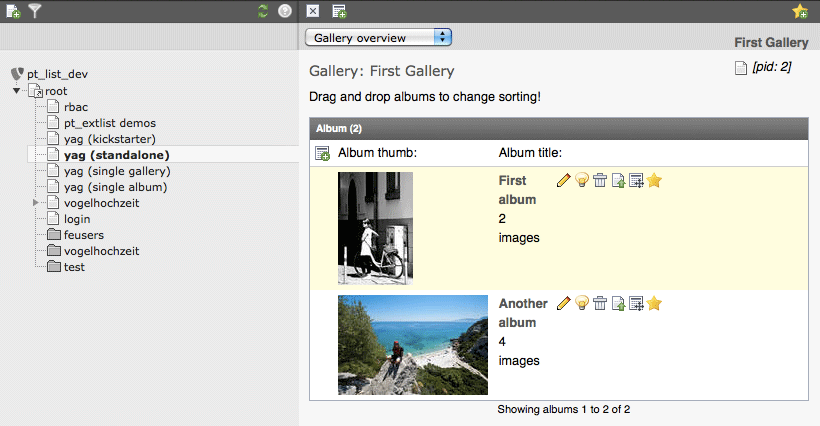 pt_list_dev
root
rbac
pt_extlist demos
yag (kickstarter)
yag (standalone)
yag (single gallery)
yag (single album)
vogelhochzeit
login
feusers
vogelhochzeit
test
Gallery overview
First Gallery
[pid: 2]
Gallery: First Gallery
Drag and drop albums to change sorting!
Album (2)
Album thumb: Album title:
First
album
2
images
Another
album
4
images
Showing albums 1 to 2 of 2